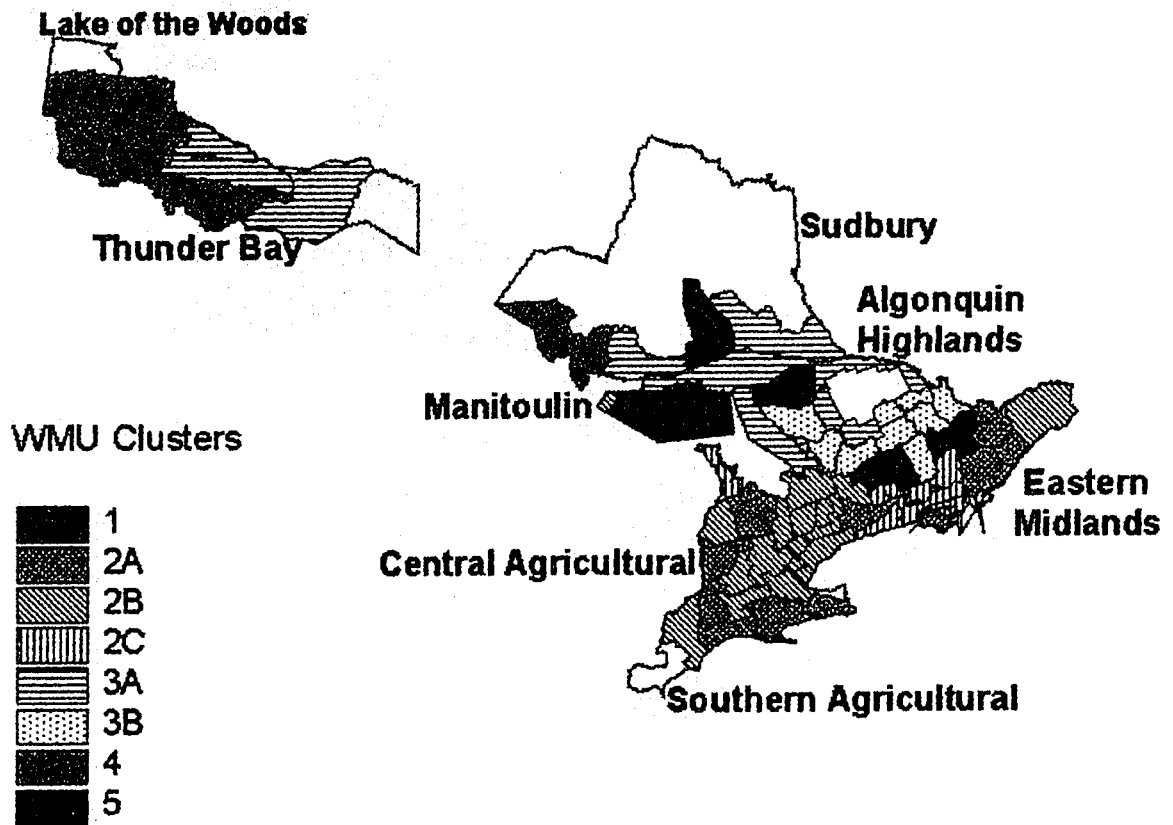 Lake of the Woods
Thunder Bay
Sudbury
Algonquin
Highlands
Manitoulin
WMU Clusters
1
2A
2B
2C
3A
3B
4
5
Eastern
Midlands
Central Agricultural
Southern Agricultural